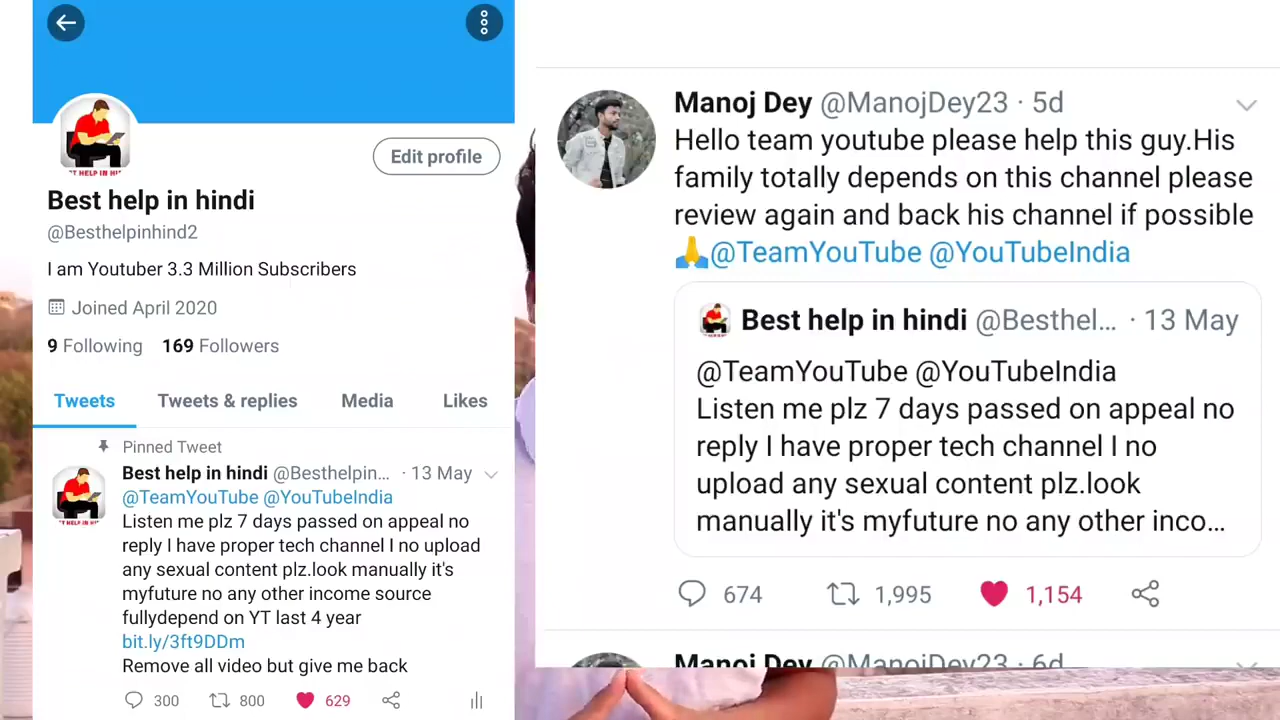 T HELP IN HI
Edit profile
Best help in hindi
@Besthelpinhind2
I am Youtuber 3.3 Million Subscribers
Joined April 2020
9 Following 169 Followers
Tweets Tweets & replies Media Likes
Pinned Tweet
Best help in hindi @Besthelpin... · 13 May
@TeamYouTube @YouTubeIndia
Listen me plz 7 days passed on appeal no
reply I have proper tech channel I no upload
any sexual content plz.look manually it's
myfuture no any other income source
fullydepend on YT last 4 year
bit.ly/3ft9DDm
Remove all video but give me back
300 800 629
Manoj Dey @ManojDey23 · 5d
Hello team youtube please help this guy.His
family totally depends on this channel please
review again and back his channel if possible
🙏@TeamYouTube @YouTubeIndia
Best help in hindi @Besthel... · 13 May
@TeamYouTube @YouTubeIndia
Listen me plz 7 days passed on appeal no
reply I have proper tech channel I no
upload any sexual content plz.look
manually it's myfuture no any other inco...
674 1,995 1,154
Manoj Dey @ManojDey23 · 6d